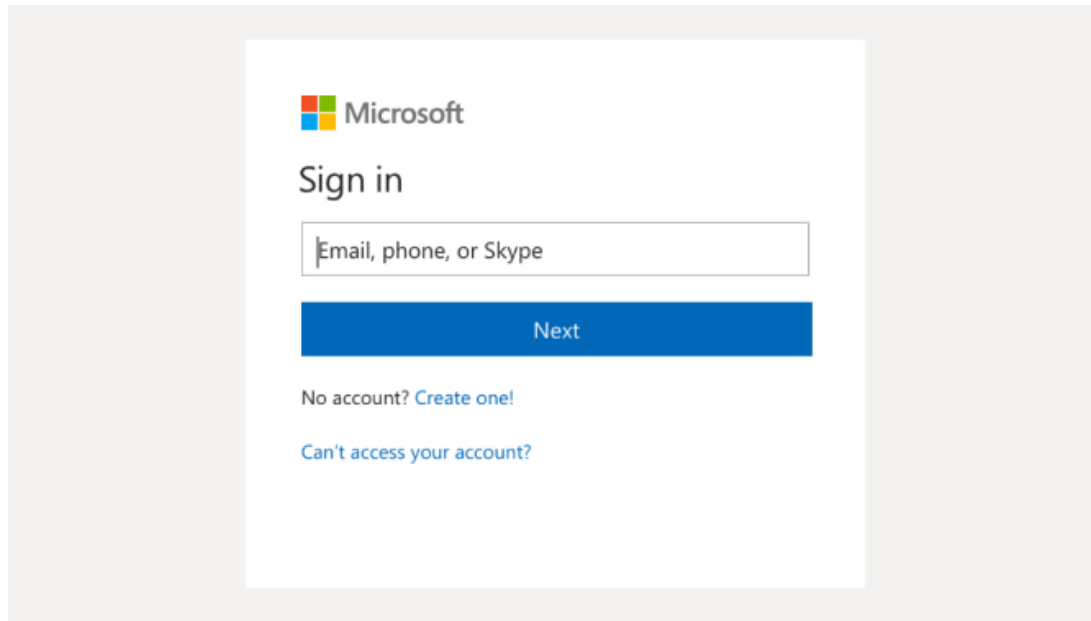 Microsoft
Sign in
Email, phone, or Skype
Next
No account? Create one!
Can't access your account?